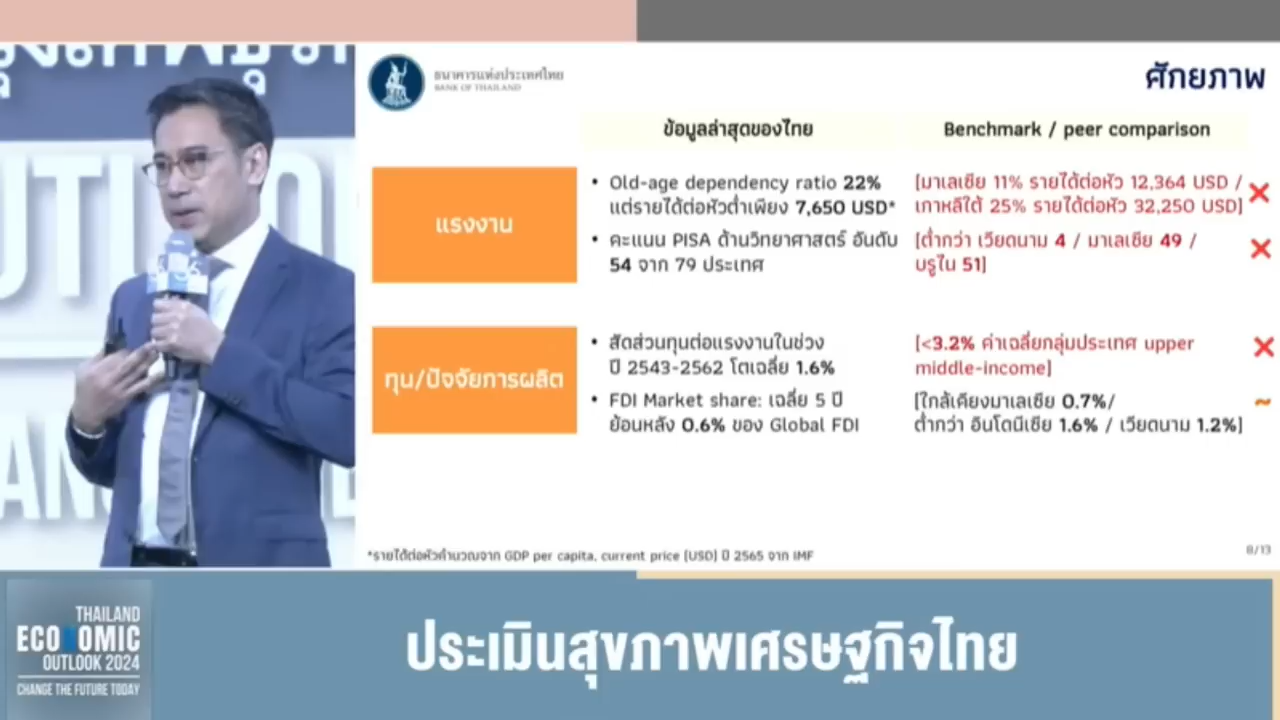 ธนาคารแห่งประเทศไทย
BANK OF THAILAND
ศักยภาพ
ข้อมูลล่าสุดของไทย
Benchmark / peer comparison
แรงงาน
• Old-age dependency ratio 22%
แต่รายได้ต่อหัวต่ำเพียง 7,650 USD*
[มาเลเซีย 11% รายได้ต่อหัว 12,364 USD /
เกาหลีใต้ 25% รายได้ต่อหัว 32,250 USD]
• คะแนน PISA ด้านวิทยาศาสตร์ อันดับ
54 จาก 79 ประเทศ
[ต่ำกว่า เวียดนาม 4 / มาเลเซีย 49 /
บรูไน 51]
ทุน/ปัจจัยการผลิต
• สัดส่วนทุนต่อแรงงานในช่วง
ปี 2543-2562 โตเฉลี่ย 1.6%
[<3.2% ค่าเฉลี่ยกลุ่มประเทศ upper
middle-income]
• FDI Market share: เฉลี่ย 5 ปี
ย้อนหลัง 0.6% ของ Global FDI
[ใกล้เคียงมาเลเซีย 0.7%/
ต่ำกว่า อินโดนีเซีย 1.6% / เวียดนาม 1.2%]
~
*รายได้ต่อหัวคำนวณจาก GDP per capita, current price (USD) ปี 2565 จาก IMF
8/13
THAILAND
ECONOMIC
OUTLOOK 2024
CHANGE THE FUTURE TODAY
ประเมินสุขภาพเศรษฐกิจไทย